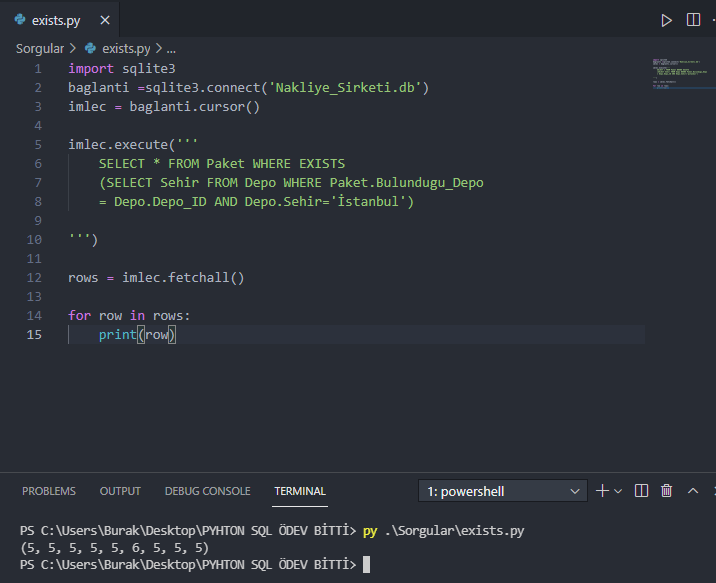 exists.py
Sorgular > exists.py > ...
1 import sqlite3
2 baglanti =sqlite3.connect('Nakliye_Sirketi.db')
3 imlec = baglanti.cursor()
4
5 imlec.execute('''
6 SELECT * FROM Paket WHERE EXISTS
7 (SELECT Sehir FROM Depo WHERE Paket.Bulundugu_Depo
8 = Depo.Depo_ID AND Depo.Sehir='İstanbul')
9
10 ''')
11
12 rows = imlec.fetchall()
13
14 for row in rows:
15 print(row)
PROBLEMS OUTPUT DEBUG CONSOLE TERMINAL 1: powershell
PS C:\Users\Burak\Desktop\PYHTON SQL ÖDEV BİTTİ> py .\Sorgular\exists.py
(5, 5, 5, 5, 5, 6, 5, 5, 5)
PS C:\Users\Burak\Desktop\PYHTON SQL ÖDEV BİTTİ>